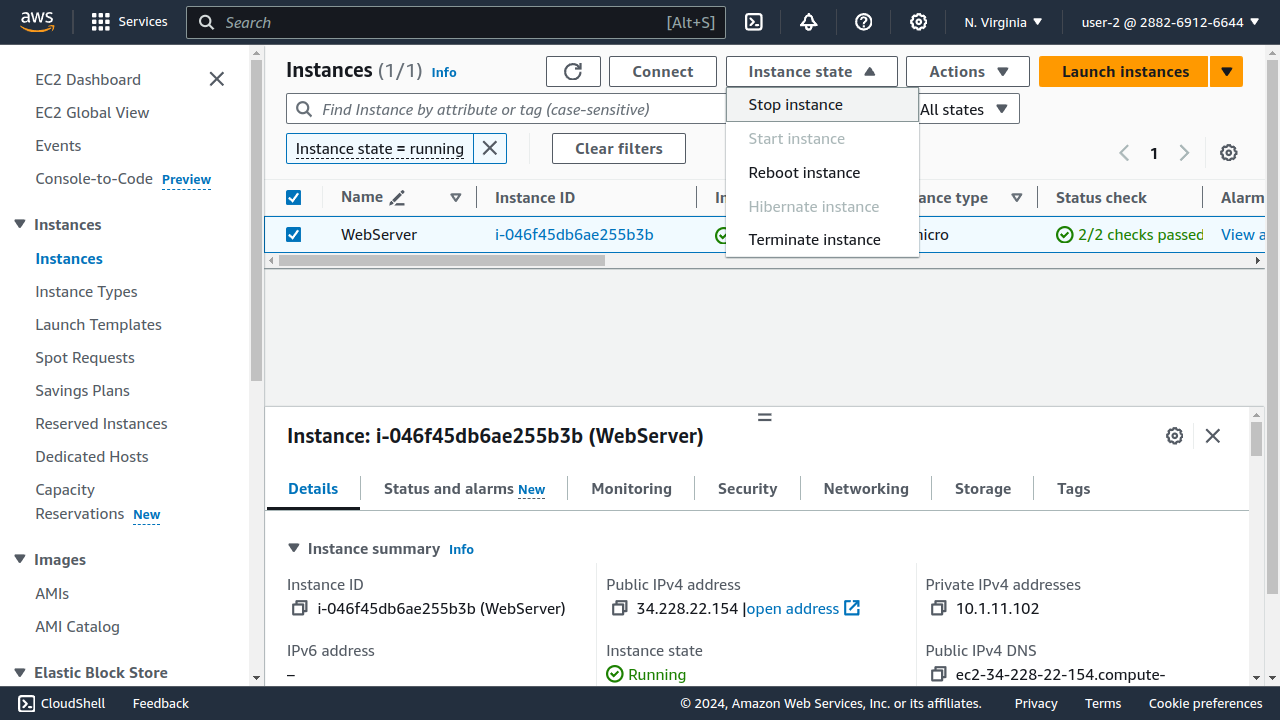 aws
Services
Search
[Alt+S]
N. Virginia
user-2 @ 2882-6912-6644
EC2 Dashboard
EC2 Global View
Events
Console-to-Code Preview
Instances
Instances
Instance Types
Launch Templates
Spot Requests
Savings Plans
Reserved Instances
Dedicated Hosts
Capacity
Reservations New
Images
AMIs
AMI Catalog
Elastic Block Store
Instances (1/1) Info
Connect
Instance state
Actions
Launch instances
Find Instance by attribute or tag (case-sensitive)
All states
Stop instance
Start instance
Reboot instance
Hibernate instance
Terminate instance
Instance state = running
Clear filters
1
Name
Instance ID
In
nce type
Status check
Alarm
WebServer
i-046f45db6ae255b3b
micro
2/2 checks passed
View a
Instance: i-046f45db6ae255b3b (WebServer)
Details
Status and alarms New
Monitoring
Security
Networking
Storage
Tags
Instance summary Info
Instance ID
i-046f45db6ae255b3b (WebServer)
Public IPv4 address
34.228.22.154 |open address
Private IPv4 addresses
10.1.11.102
IPv6 address
–
Instance state
Running
Public IPv4 DNS
ec2-34-228-22-154.compute-
CloudShell
Feedback
© 2024, Amazon Web Services, Inc. or its affiliates.
Privacy
Terms
Cookie preferences